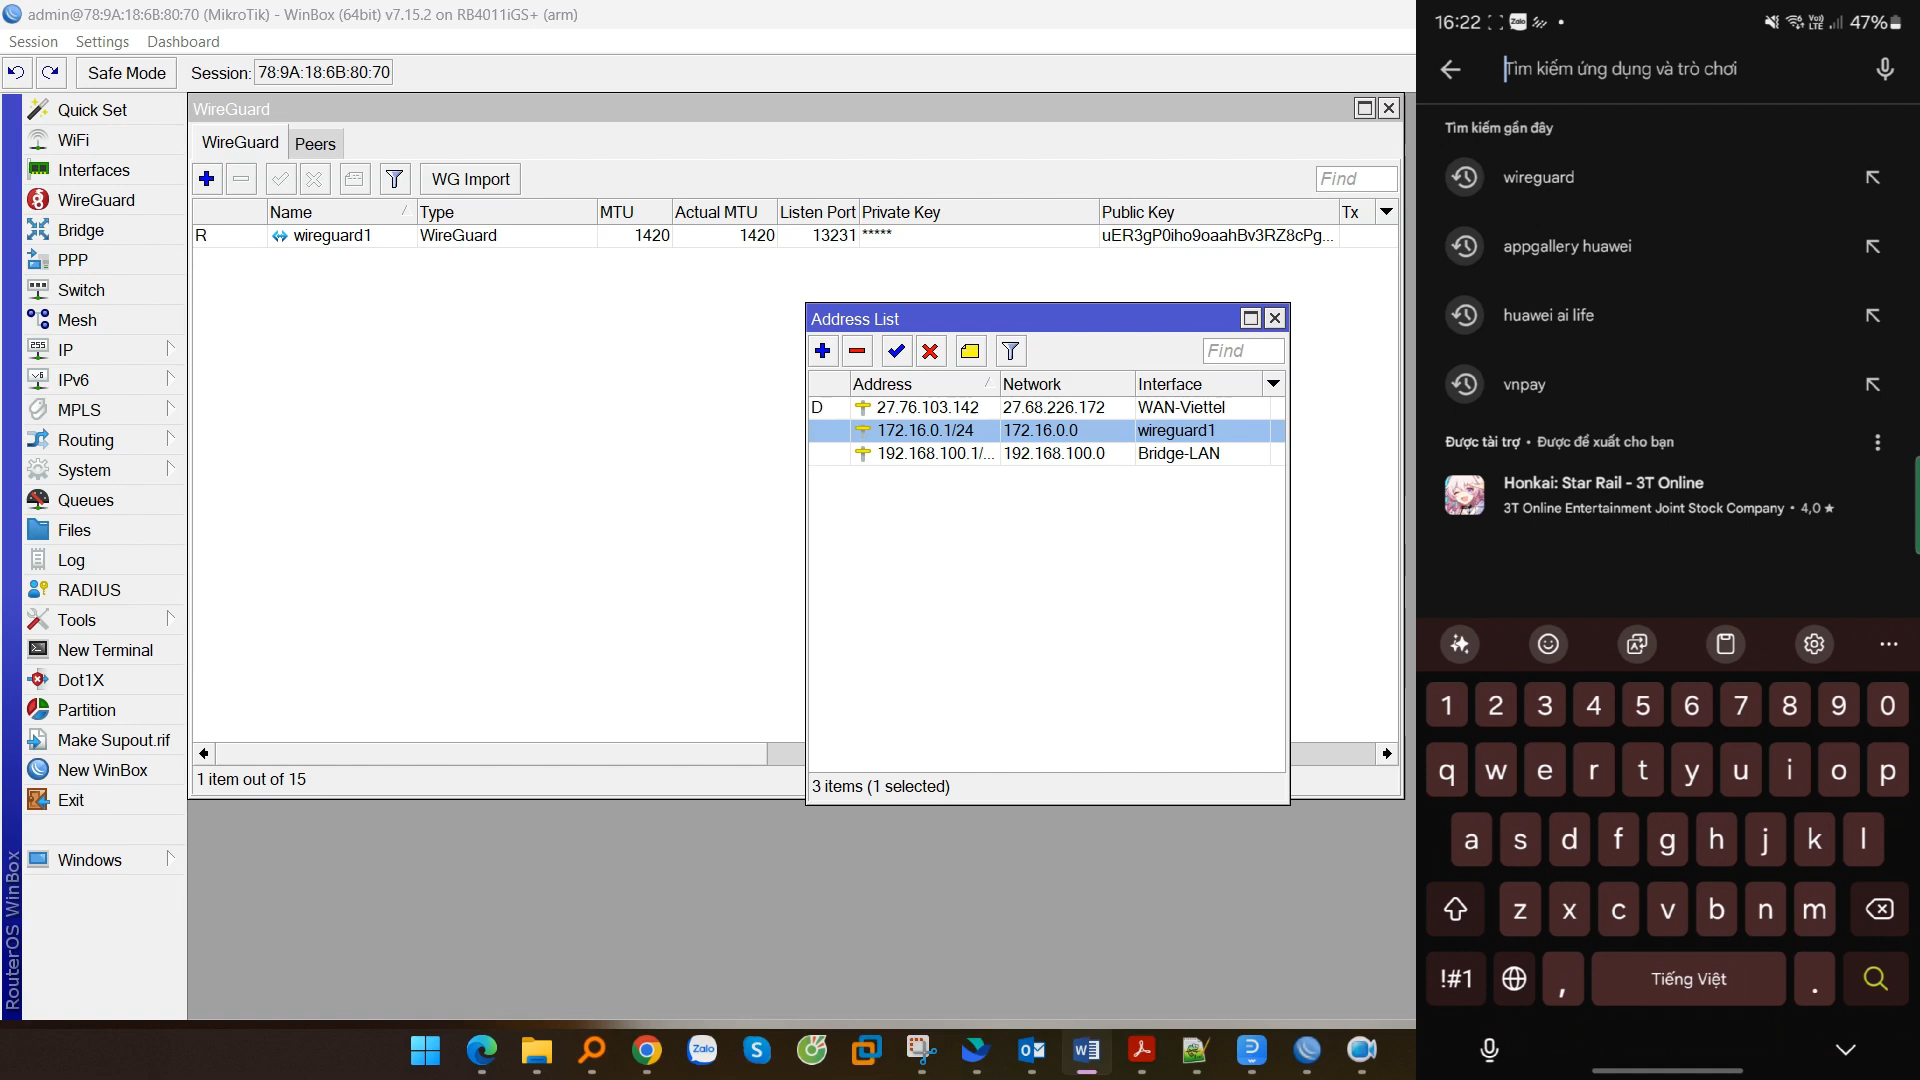 admin@78:9A:18:6B:80:70 (MikroTik) - WinBox (64bit) v7.15.2 on RB4011iGS+ (arm)
Session Settings Dashboard
Safe Mode Session: 78:9A:18:6B:80:70
Quick Set
WiFi
Interfaces
WireGuard
Bridge
PPP
Switch
Mesh
IP
IPv6
MPLS
Routing
System
Queues
Files
Log
RADIUS
Tools
New Terminal
Dot1X
Partition
Make Supout.rif
New WinBox
Exit
Windows
RouterOS WinBox
WireGuard
WireGuard Peers
WG Import Find
Name Type MTU Actual MTU Listen Port Private Key Public Key Tx
R wireguard1 WireGuard 1420 1420 13231 ***** uER3gP0iho9oaahBv3RZ8cPg...
1 item out of 15
Address List
Find
Address Network Interface
D 27.76.103.142 27.68.226.172 WAN-Viettel
172.16.0.1/24 172.16.0.0 wireguard1
192.168.100.1/... 192.168.100.0 Bridge-LAN
3 items (1 selected)
Zalo
16:22 Zalo 47%
Tìm kiếm ứng dụng và trò chơi
Tìm kiếm gần đây
wireguard
appgallery huawei
huawei ai life
vnpay
Được tài trợ • Được đề xuất cho bạn
Honkai: Star Rail - 3T Online
3T Online Entertainment Joint Stock Company • 4,0 ★
1 2 3 4 5 6 7 8 9 0
q w e r t y u i o p
a s d f g h j k l
z x c v b n m
!#1 , Tiếng Việt .